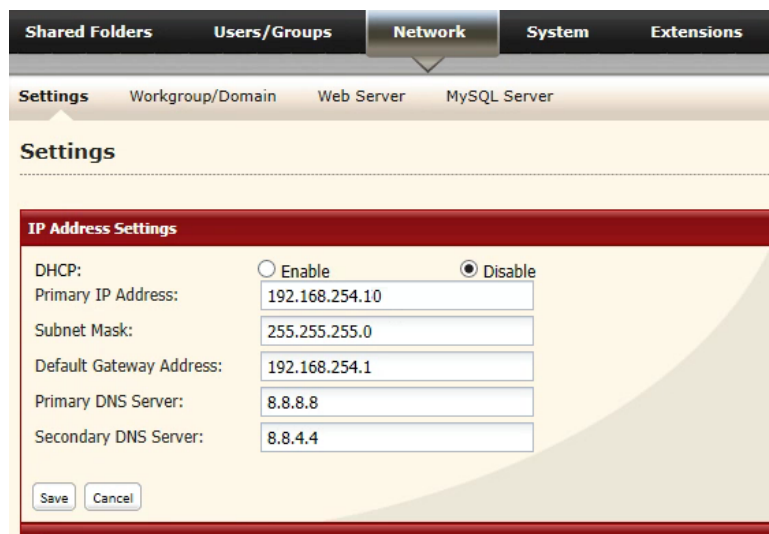 Shared Folders Users/Groups Network System Extensions
Settings Workgroup/Domain Web Server MySQL Server
Settings
IP Address Settings
DHCP: Enable Disable
Primary IP Address: 192.168.254.10
Subnet Mask: 255.255.255.0
Default Gateway Address: 192.168.254.1
Primary DNS Server: 8.8.8.8
Secondary DNS Server: 8.8.4.4
Save Cancel